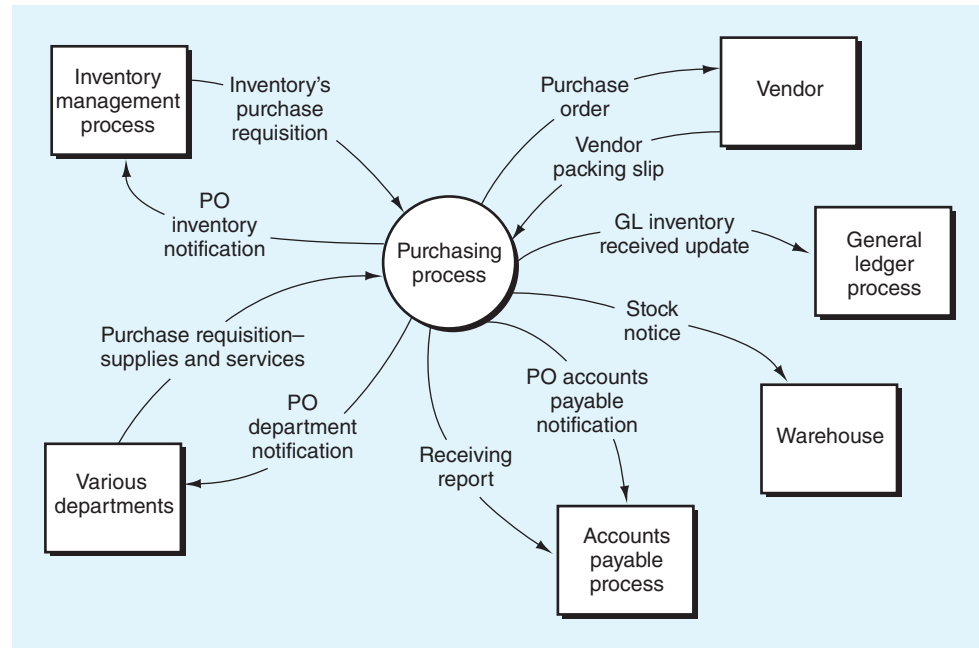 Inventory
management
process
Inventory's
purchase
requisition
Purchase
order
Vendor
Vendor
packing slip
PO
inventory
notification
Purchasing
process
GL inventory
received update
General
ledger
process
Stock
notice
Purchase requisition–
supplies and services
PO accounts
payable
notification
PO
department
notification
Warehouse
Receiving
report
Various
departments
Accounts
payable
process